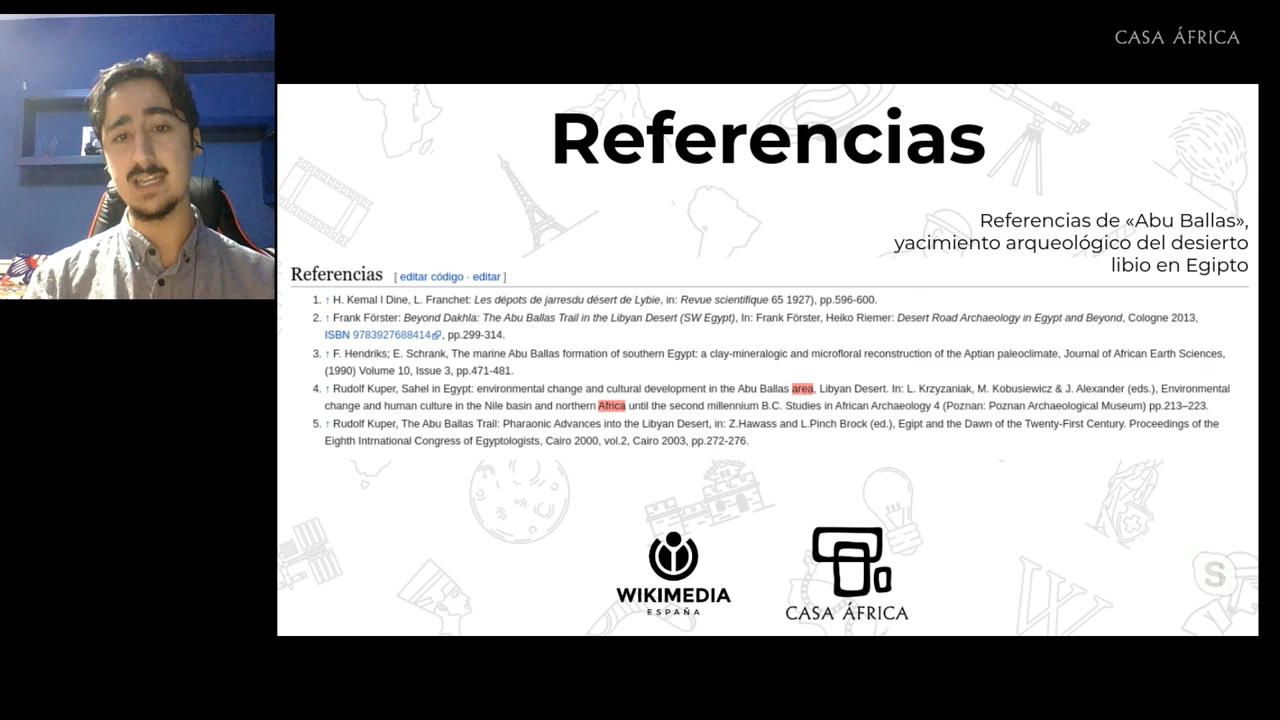 CASA ÁFRICA
Referencias
Referencias de «Abu Ballas»,
yacimiento arqueológico del desierto
libio en Egipto
Referencias [ editar código · editar ]
1. ↑ H. Kemal I Dine, L. Franchet: Les dépots de jarresdu désert de Lybie, in: Revue scientifique 65 1927), pp.596-600.
2. ↑ Frank Förster: Beyond Dakhla: The Abu Ballas Trail in the Libyan Desert (SW Egypt), In: Frank Förster, Heiko Riemer: Desert Road Archaeology in Egypt and Beyond, Cologne 2013,
ISBN 9783927688414, pp.299-314.
3. ↑ F. Hendriks; E. Schrank, The marine Abu Ballas formation of southern Egypt: a clay-mineralogic and microfloral reconstruction of the Aptian paleoclimate, Journal of African Earth Sciences,
(1990) Volume 10, Issue 3, pp.471-481.
4. ↑ Rudolf Kuper, Sahel in Egypt: environmental change and cultural development in the Abu Ballas area, Libyan Desert. In: L. Krzyzaniak, M. Kobusiewicz & J. Alexander (eds.), Environmental
change and human culture in the Nile basin and northern Africa until the second millennium B.C. Studies in African Archaeology 4 (Poznan: Poznan Archaeological Museum) pp.213–223.
5. ↑ Rudolf Kuper, The Abu Ballas Trail: Pharaonic Advances into the Libyan Desert, in: Z.Hawass and L.Pinch Brock (ed.), Egipt and the Dawn of the Twenty-First Century. Proceedings of the
Eighth Intrnational Congress of Egyptologists, Cairo 2000, vol.2, Cairo 2003, pp.272-276.
WIKIMEDIA
ESPAÑA
CASA ÁFRICA